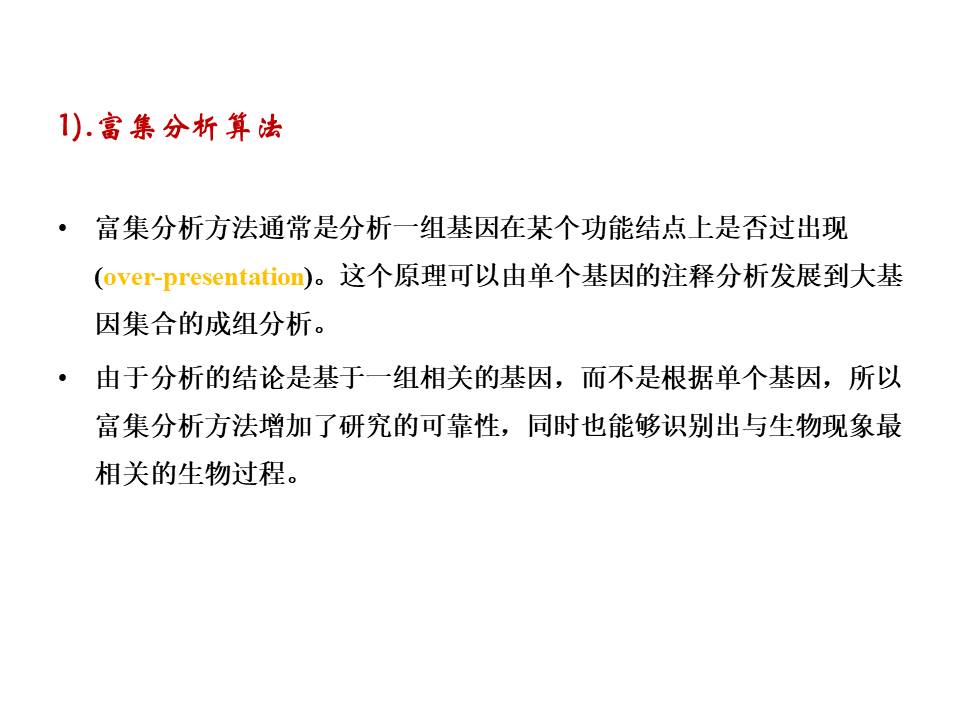 1).富集分析算法
• 富集分析方法通常是分析一组基因在某个功能结点上是否过出现
(over-presentation)。这个原理可以由单个基因的注释分析发展到大基
因集合的成组分析。
• 由于分析的结论是基于一组相关的基因，而不是根据单个基因，所以
富集分析方法增加了研究的可靠性，同时也能够识别出与生物现象最
相关的生物过程。